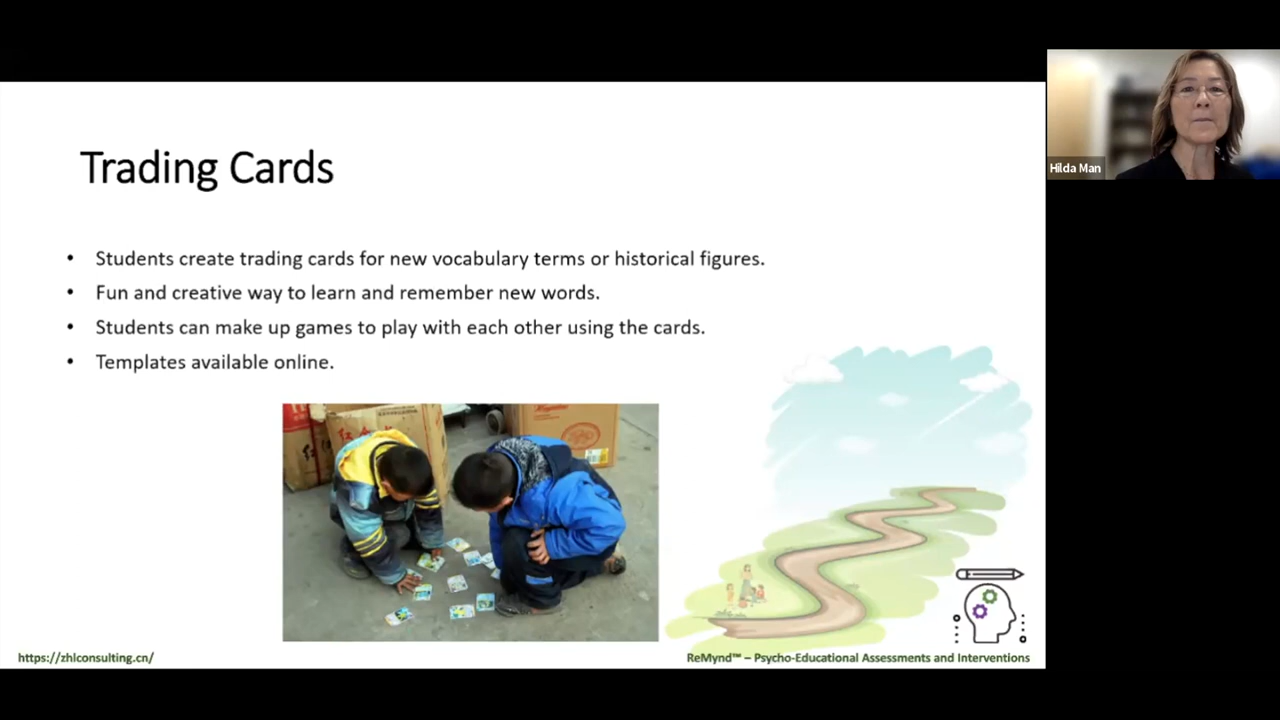 Trading Cards
Hilda Man
• Students create trading cards for new vocabulary terms or historical figures.
• Fun and creative way to learn and remember new words.
• Students can make up games to play with each other using the cards.
• Templates available online.
https://zhlconsulting.cn/
ReMynd™ – Psycho-Educational Assessments and Interventions